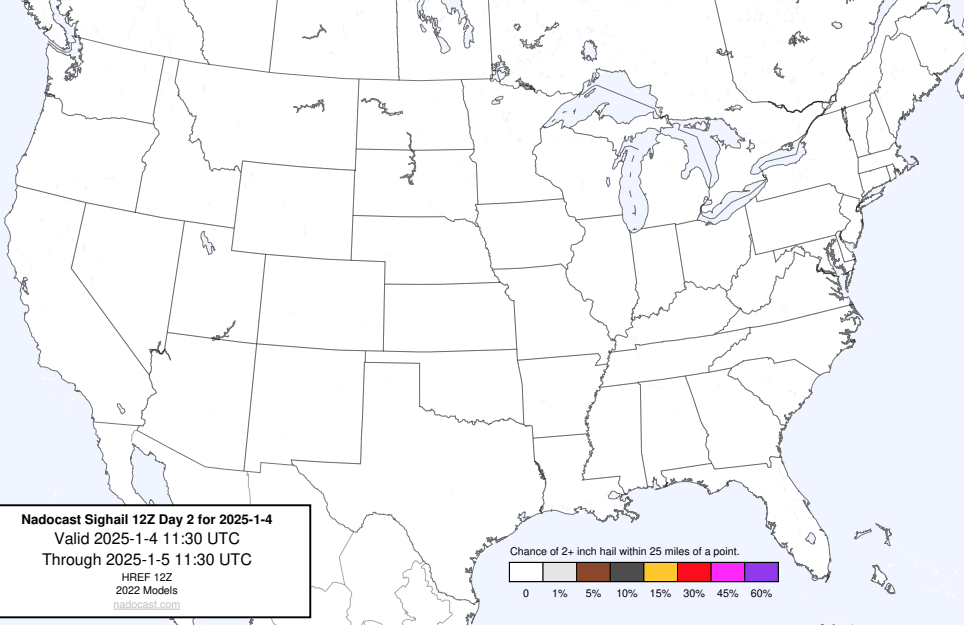 Nadocast Sighail 12Z Day 2 for 2025-1-4
Valid 2025-1-4 11:30 UTC
Through 2025-1-5 11:30 UTC
HREF 12Z
2022 Models
nadocast.com
Chance of 2+ inch hail within 25 miles of a point.
0 1% 5% 10% 15% 30% 45% 60%